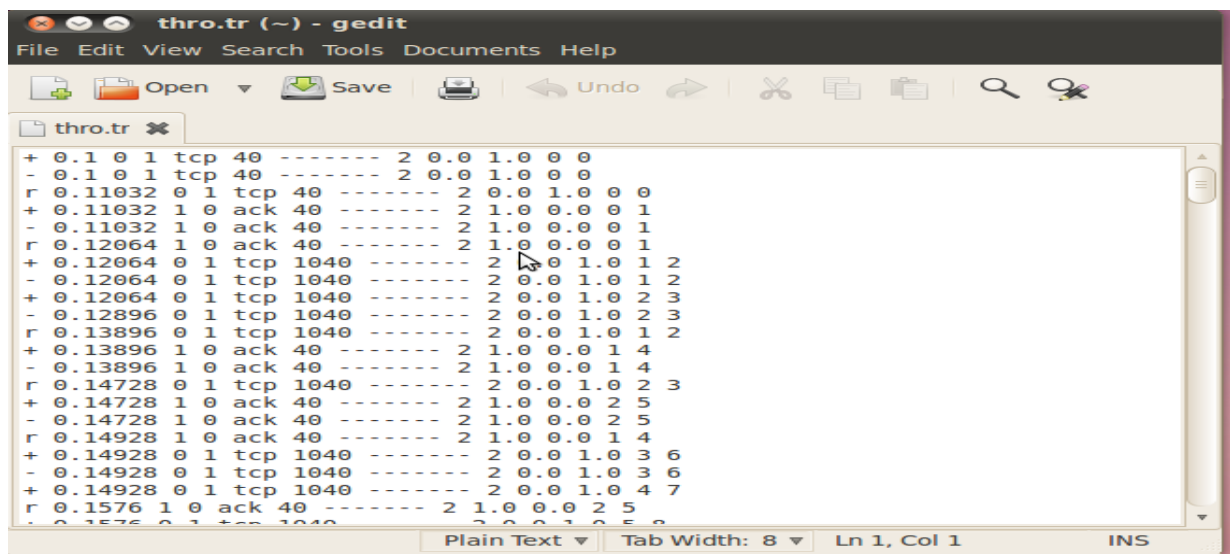 thro.tr (~) - gedit
File Edit View Search Tools Documents Help
Open Save Undo
thro.tr
+ 0.1 0 1 tcp 40 ------- 2 0.0 1.0 0 0
- 0.1 0 1 tcp 40 ------- 2 0.0 1.0 0 0
r 0.11032 0 1 tcp 40 ------- 2 0.0 1.0 0 0
+ 0.11032 1 0 ack 40 ------- 2 1.0 0.0 0 1
- 0.11032 1 0 ack 40 ------- 2 1.0 0.0 0 1
r 0.12064 1 0 ack 40 ------- 2 1.0 0.0 0 1
+ 0.12064 0 1 tcp 1040 ------- 2 1.0 1 2
- 0.12064 0 1 tcp 1040 ------- 2 0.0 1.0 1 2
+ 0.12064 0 1 tcp 1040 ------- 2 0.0 1.0 2 3
- 0.12896 0 1 tcp 1040 ------- 2 0.0 1.0 2 3
r 0.13896 0 1 tcp 1040 ------- 2 0.0 1.0 1 2
+ 0.13896 1 0 ack 40 ------- 2 1.0 0.0 1 4
- 0.13896 1 0 ack 40 ------- 2 1.0 0.0 1 4
r 0.14728 0 1 tcp 1040 ------- 2 0.0 1.0 2 3
+ 0.14728 1 0 ack 40 ------- 2 1.0 0.0 2 5
- 0.14728 1 0 ack 40 ------- 2 1.0 0.0 2 5
r 0.14928 1 0 ack 40 ------- 2 1.0 0.0 1 4
+ 0.14928 0 1 tcp 1040 ------- 2 0.0 1.0 3 6
- 0.14928 0 1 tcp 1040 ------- 2 0.0 1.0 3 6
+ 0.14928 0 1 tcp 1040 ------- 2 0.0 1.0 4 7
r 0.1576 1 0 ack 40 ------- 2 1.0 0.0 2 5
Plain Text Tab Width: 8 Ln 1, Col 1 INS